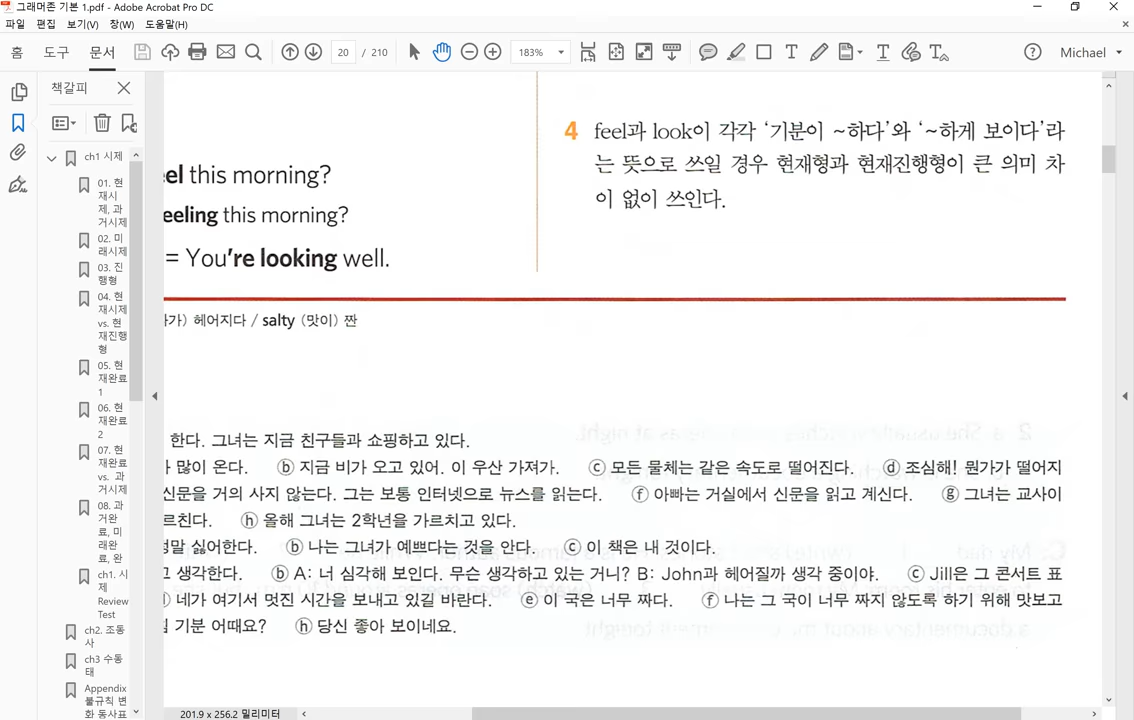 그래머존 기본 1.pdf - Adobe Acrobat Pro DC
파일 편집 보기(V) 창(W) 도움말(H)
홈 도구 문서 20 / 210 183% Michael
책갈피
ch1 시제
01. 현
재시
제, 과
거시제
02. 미
래시제
03. 진
행형
04. 현
재시제
vs. 현
재진행
형
05. 현
재완료
1
06. 현
재완료
2
07. 현
재완료
vs. 과
거시제
08. 과
거완
료, 미
래완
료, 완
ch1. 시
제
Review
Test
ch2. 조동
사
ch3 수동
태
Appendix
불규칙 변
화 동사표
el this morning?
eeling this morning?
= You're looking well.
4 feel과 look이 각각 '기분이 ~하다'와 '~하게 보이다'라
는 뜻으로 쓰일 경우 현재형과 현재진행형이 큰 의미 차
이 없이 쓰인다.
가) 헤어지다 / salty (맛이) 짠
한다. 그녀는 지금 친구들과 쇼핑하고 있다.
가 많이 온다. ⓑ 지금 비가 오고 있어. 이 우산 가져가. ⓒ 모든 물체는 같은 속도로 떨어진다. ⓓ 조심해! 뭔가가 떨어지
신문을 거의 사지 않는다. 그는 보통 인터넷으로 뉴스를 읽는다. ⓕ 아빠는 거실에서 신문을 읽고 계신다. ⓖ 그녀는 교사이
르친다. ⓗ 올해 그녀는 2학년을 가르치고 있다.
정말 싫어한다. ⓑ 나는 그녀가 예쁘다는 것을 안다. ⓒ 이 책은 내 것이다.
고 생각한다. ⓑ A: 너 심각해 보인다. 무슨 생각하고 있는 거니? B: John과 헤어질까 생각 중이야. ⓒ Jill은 그 콘서트 표
네가 여기서 멋진 시간을 보내고 있길 바란다. ⓔ 이 국은 너무 짜다. ⓕ 나는 그 국이 너무 짜지 않도록 하기 위해 맛보고
기분 어때요? ⓗ 당신 좋아 보이네요.
201.9 x 256.2 밀리미터